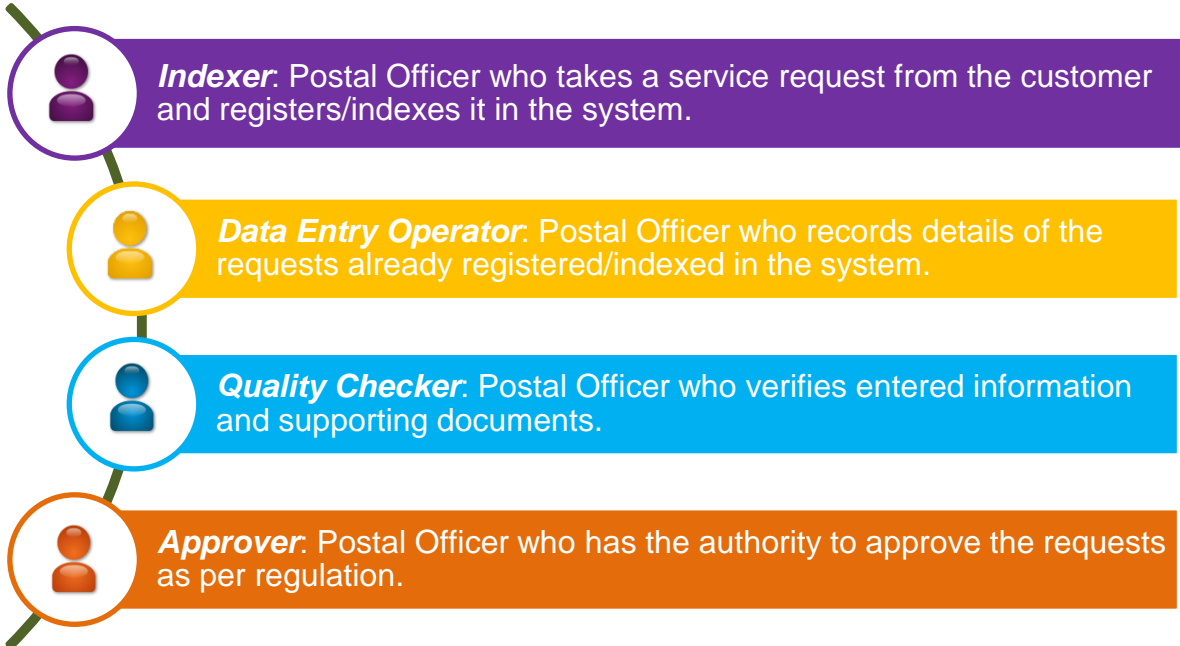 Indexer: Postal Officer who takes a service request from the customer
and registers/indexes it in the system.
Data Entry Operator: Postal Officer who records details of the
requests already registered/indexed in the system.
Quality Checker: Postal Officer who verifies entered information
and supporting documents.
Approver: Postal Officer who has the authority to approve the requests
as per regulation.